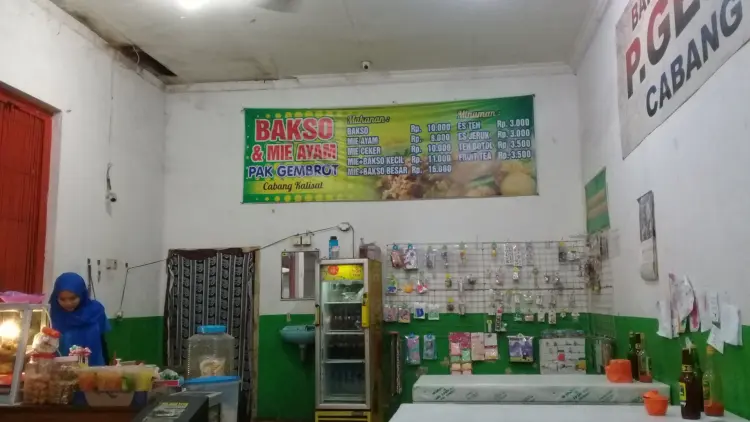 BAKSO
& MIE AYAM
PAK GEMBROT
Cabang Kalisat
Makanan :
BAKSO Rp. 10.000
MIE AYAM Rp. 8.000
MIE CEKER Rp. 10.000
MIE+BAKSO KECIL Rp. 11.000
MIE+BAKSO BESAR Rp. 15.000
Minuman
ES TEH Rp. 3.000
ES JERUK Rp. 3.000
TEH BOTOL Rp. 3.500
FRUIT TEA Rp. 3.500
P.GE
CABANG